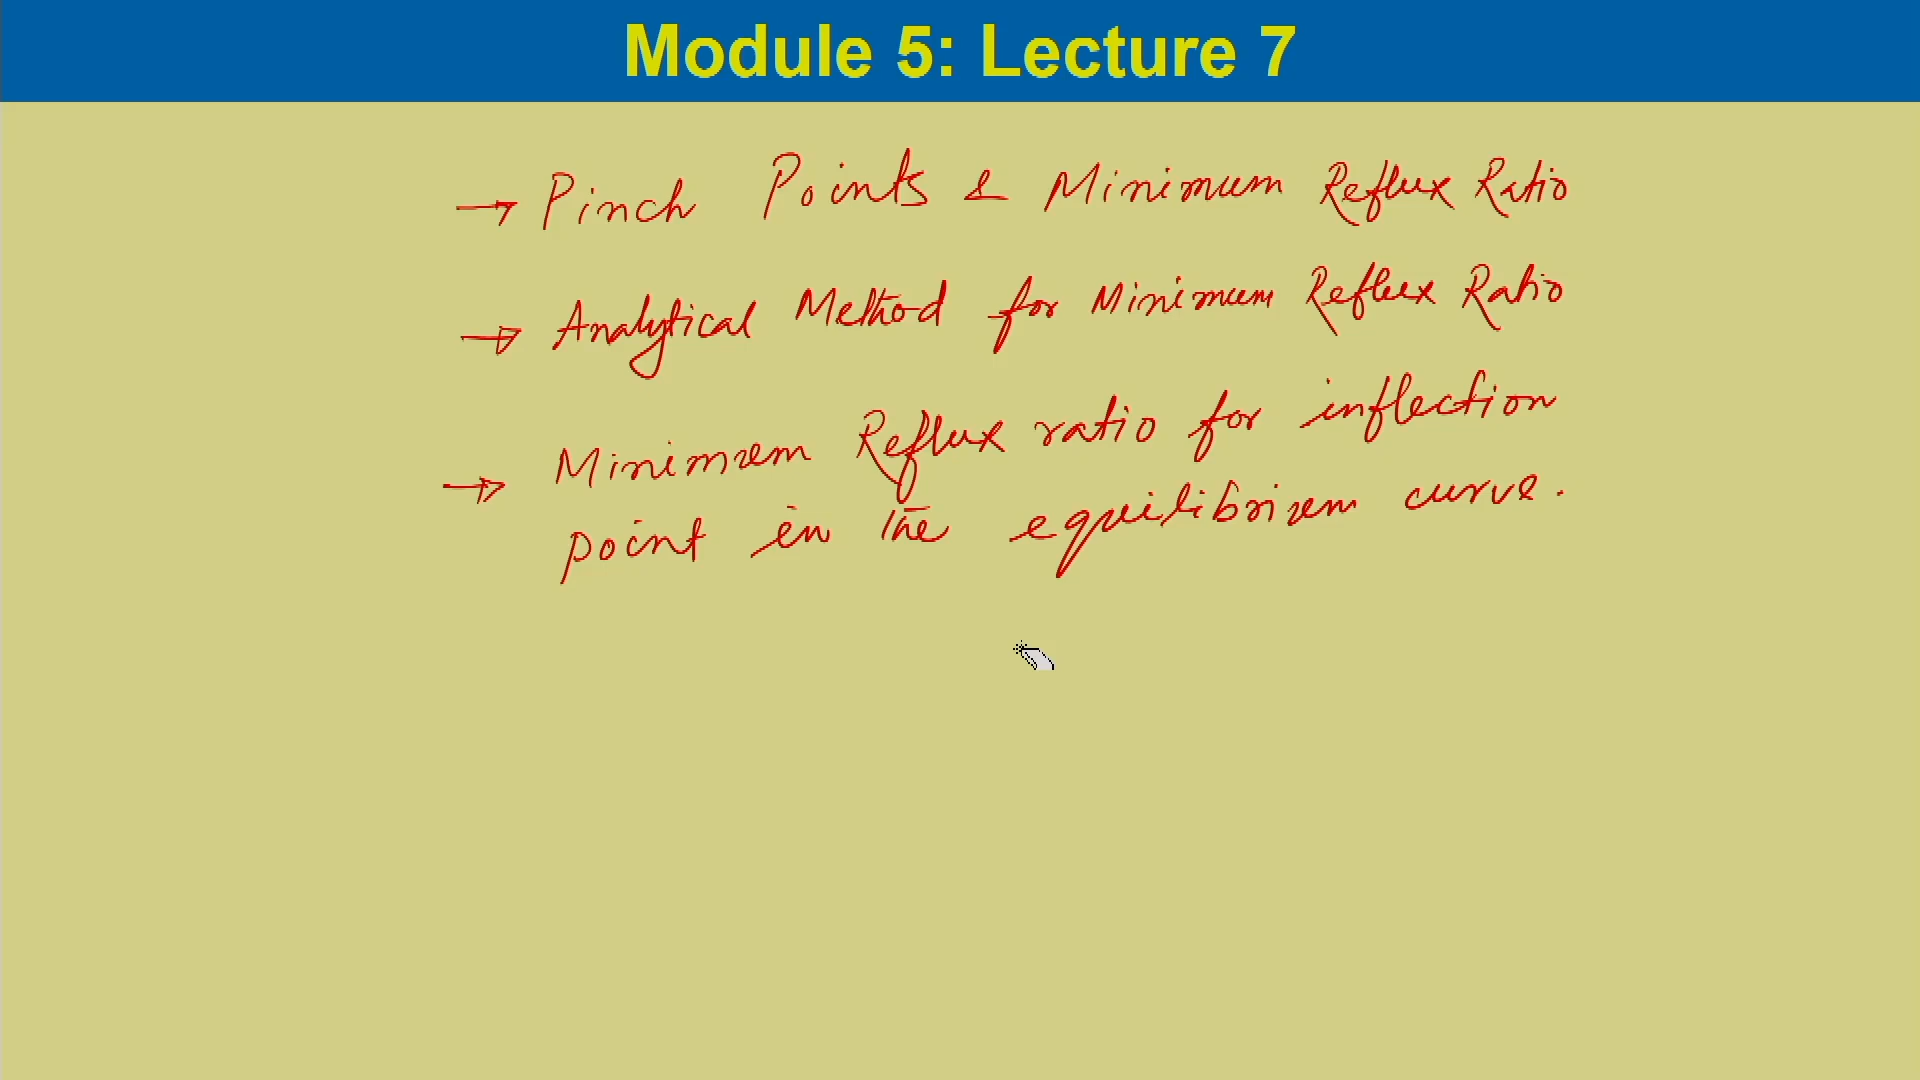 Module 5: Lecture 7
→ Pinch Points & Minimum Reflux Ratio
→ Analytical Method for Minimum Reflux Ratio
→ Minimum Reflux ratio for inflection
point in the equilibrium curve.